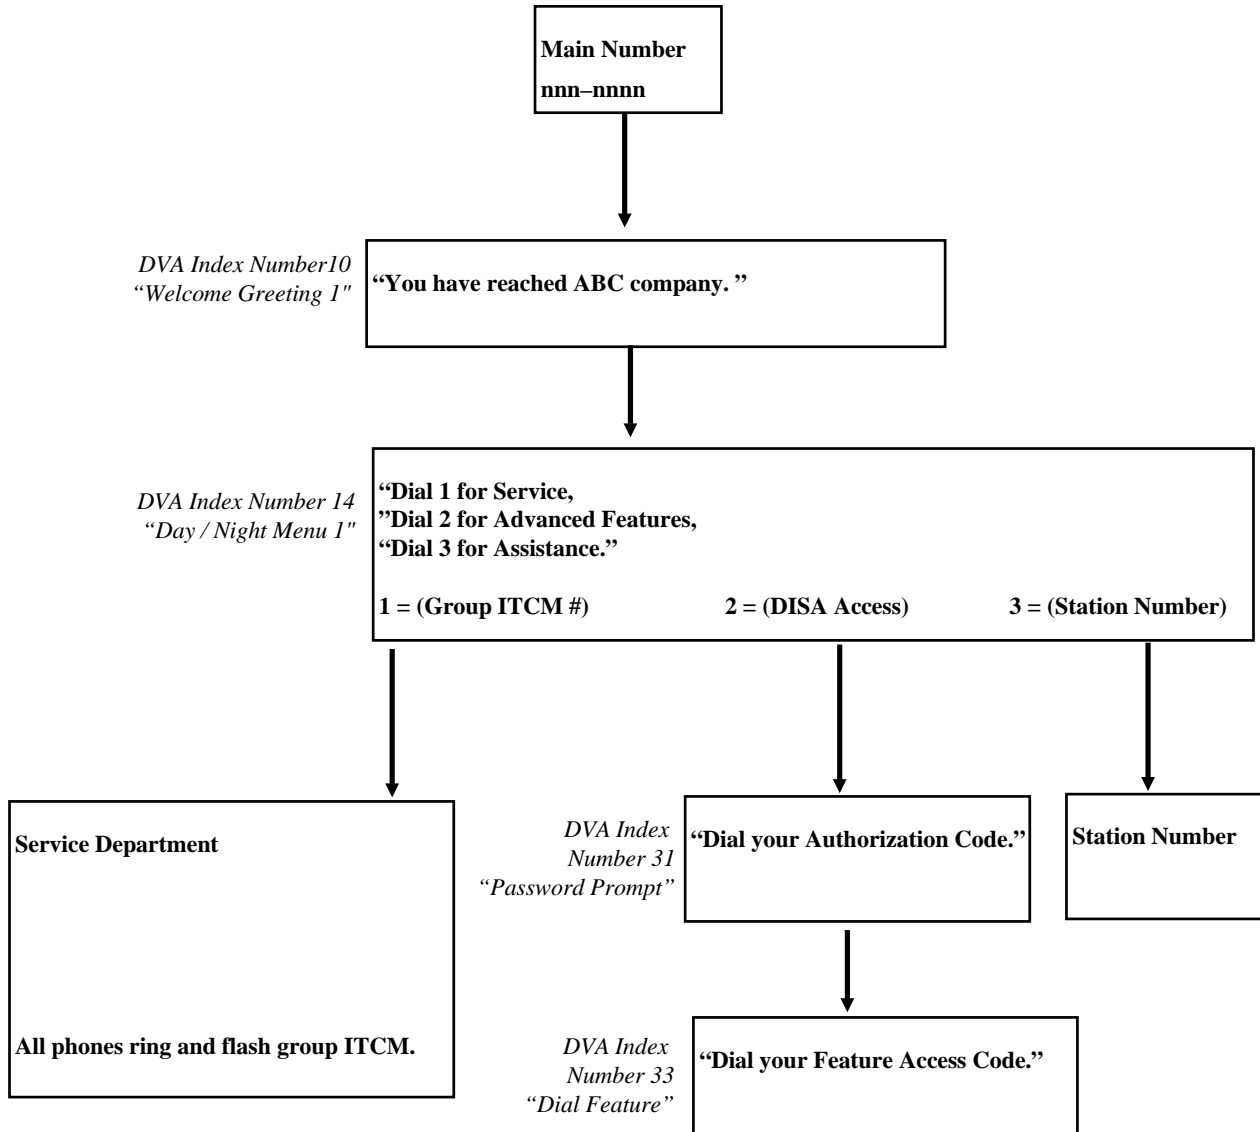 Main Number
nnn–nnnn
DVA Index Number10
“Welcome Greeting 1"
“You have reached ABC company. ”
DVA Index Number 14
“Day / Night Menu 1"
“Dial 1 for Service,
”Dial 2 for Advanced Features,
“Dial 3 for Assistance.”
1 = (Group ITCM #) 2 = (DISA Access) 3 = (Station Number)
Service Department
All phones ring and flash group ITCM.
DVA Index
Number 31
“Password Prompt”
“Dial your Authorization Code.”
Station Number
DVA Index
Number 33
“Dial Feature”
“Dial your Feature Access Code.”